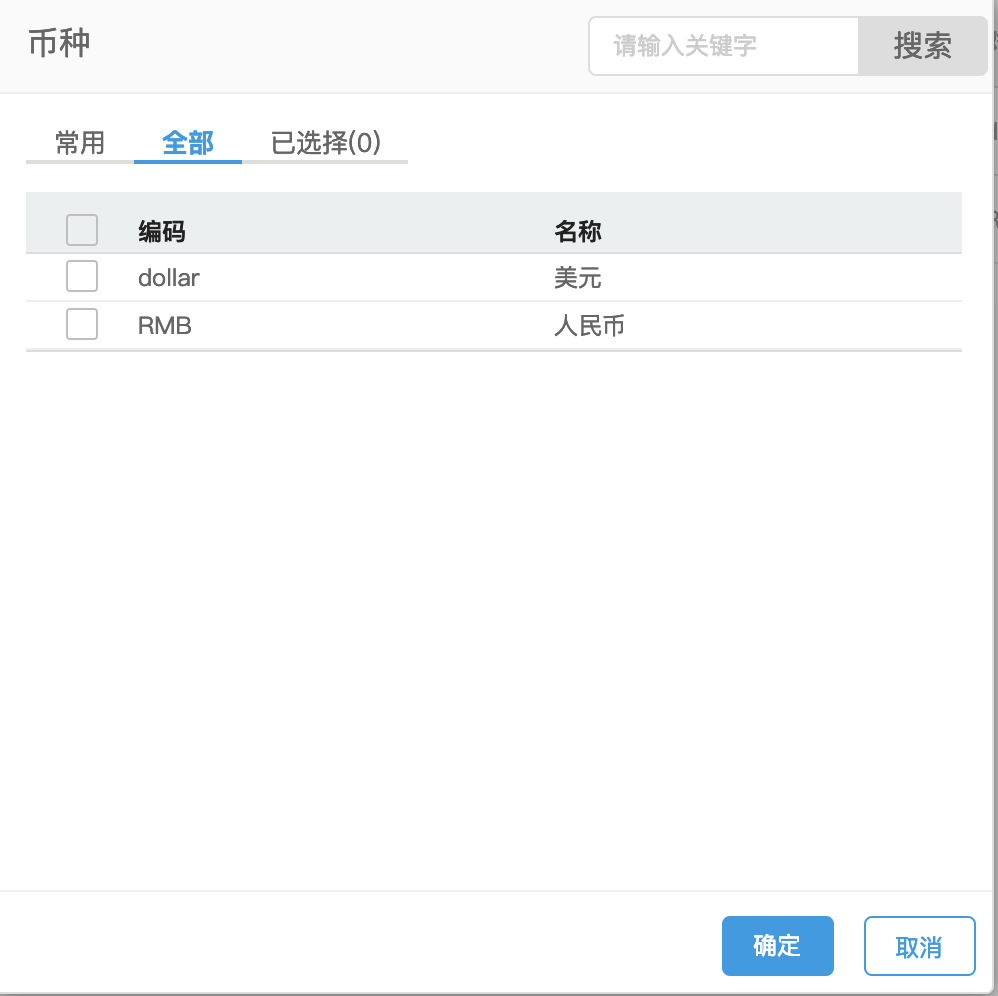 币种
请输入关键字
搜索
常用 全部 已选择(0)
编码 名称
dollar 美元
RMB 人民币
确定 取消